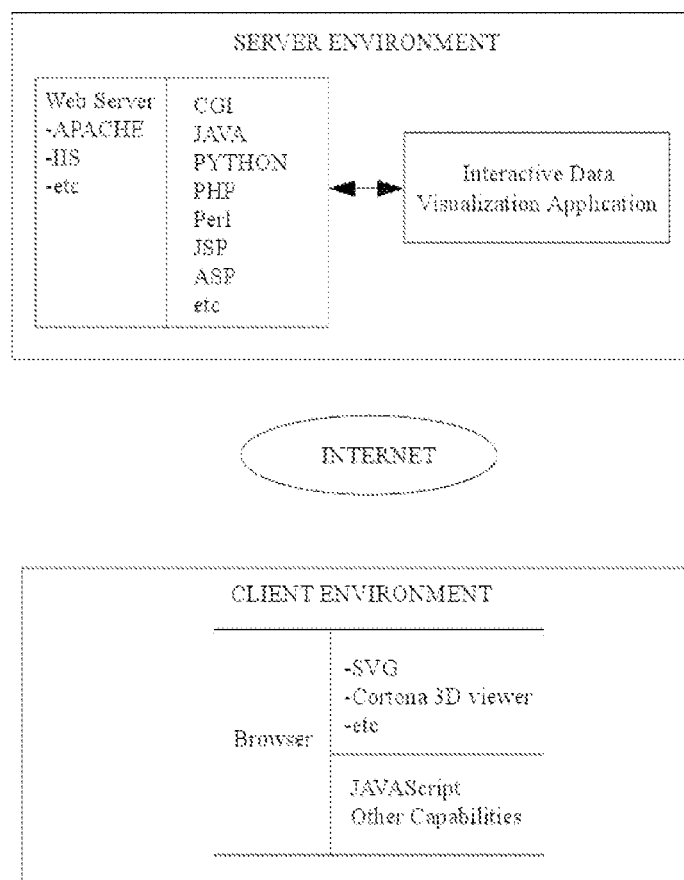 SERVER ENVIRONMENT
Web Server
-APACHE
-IIS
-etc
CGI
JAVA
PYTHON
PHP
Perl
JSP
ASP
etc
Interactive Data
Visualization Application
INTERNET
CLIENT ENVIRONMENT
Browser
-SVG
-Cortona 3D viewer
-etc
JAVAScript
Other Capabilities